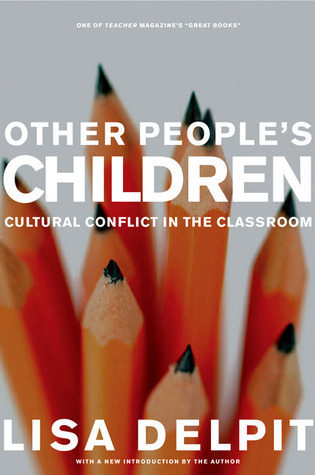 ONE OF TEACHER MAGAZINE'S "GREAT BOOKS"
OTHER PEOPLE'S
CHILDREN
CULTURAL CONFLICT IN THE CLASSROOM
LISA DELPIT
WITH A NEW INTRODUCTION BY THE AUTHOR